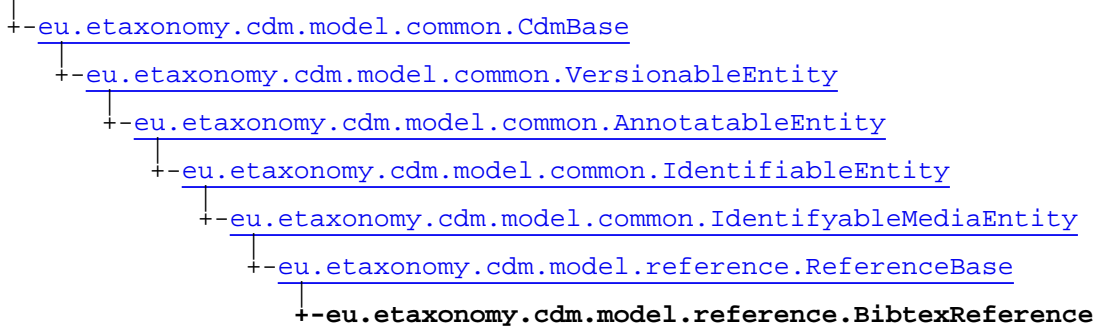 +-eu.etaxonomy.cdm.model.common.CdmBase
+-eu.etaxonomy.cdm.model.common.VersionableEntity
+-eu.etaxonomy.cdm.model.common.AnnotatableEntity
+-eu.etaxonomy.cdm.model.common.IdentifiableEntity
+-eu.etaxonomy.cdm.model.common.IdentifyableMediaEntity
+-eu.etaxonomy.cdm.model.reference.ReferenceBase
+-eu.etaxonomy.cdm.model.reference.BibtexReference